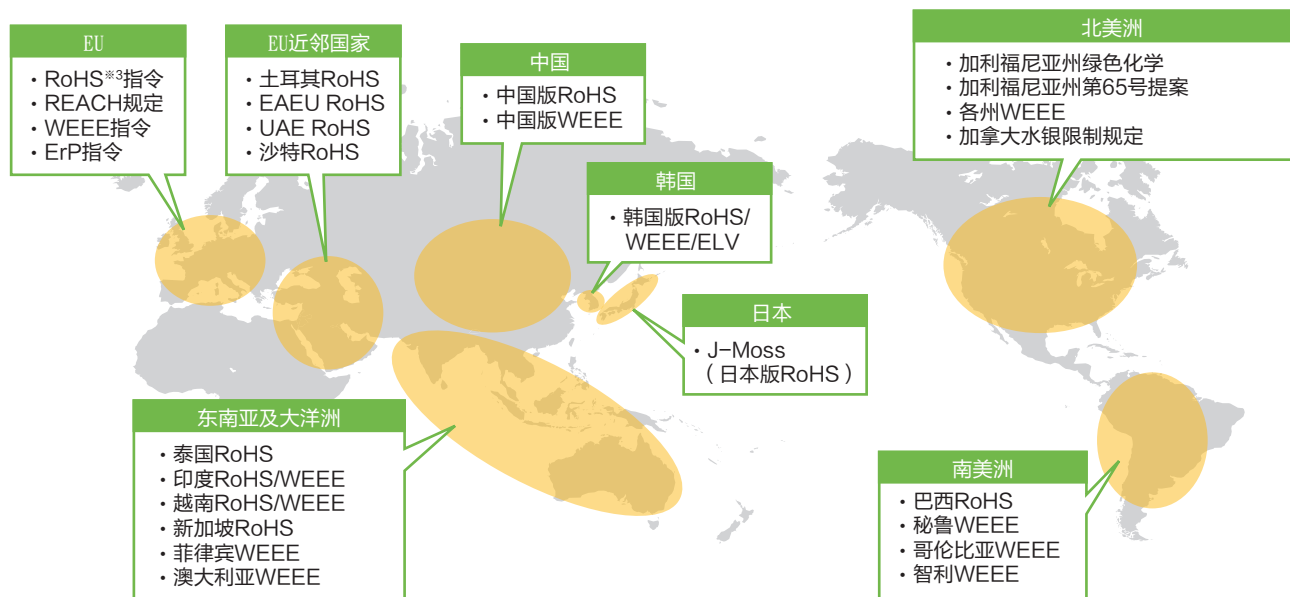 EU
・RoHS※3指令
・REACH规定
・WEEE指令
・ErP指令
EU近邻国家
・土耳其RoHS
・EAEU RoHS
・UAE RoHS
・沙特RoHS
中国
・中国版RoHS
・中国版WEEE
韩国
・韩国版RoHS/
WEEE/ELV
日本
・J-Moss
（日本版RoHS）
北美洲
・加利福尼亚州绿色化学
・加利福尼亚州第65号提案
・各州WEEE
・加拿大水银限制规定
东南亚及大洋洲
・泰国RoHS
・印度RoHS/WEEE
・越南RoHS/WEEE
・新加坡RoHS
・菲律宾WEEE
・澳大利亚WEEE
南美洲
・巴西RoHS
・秘鲁WEEE
・哥伦比亚WEEE
・智利WEEE